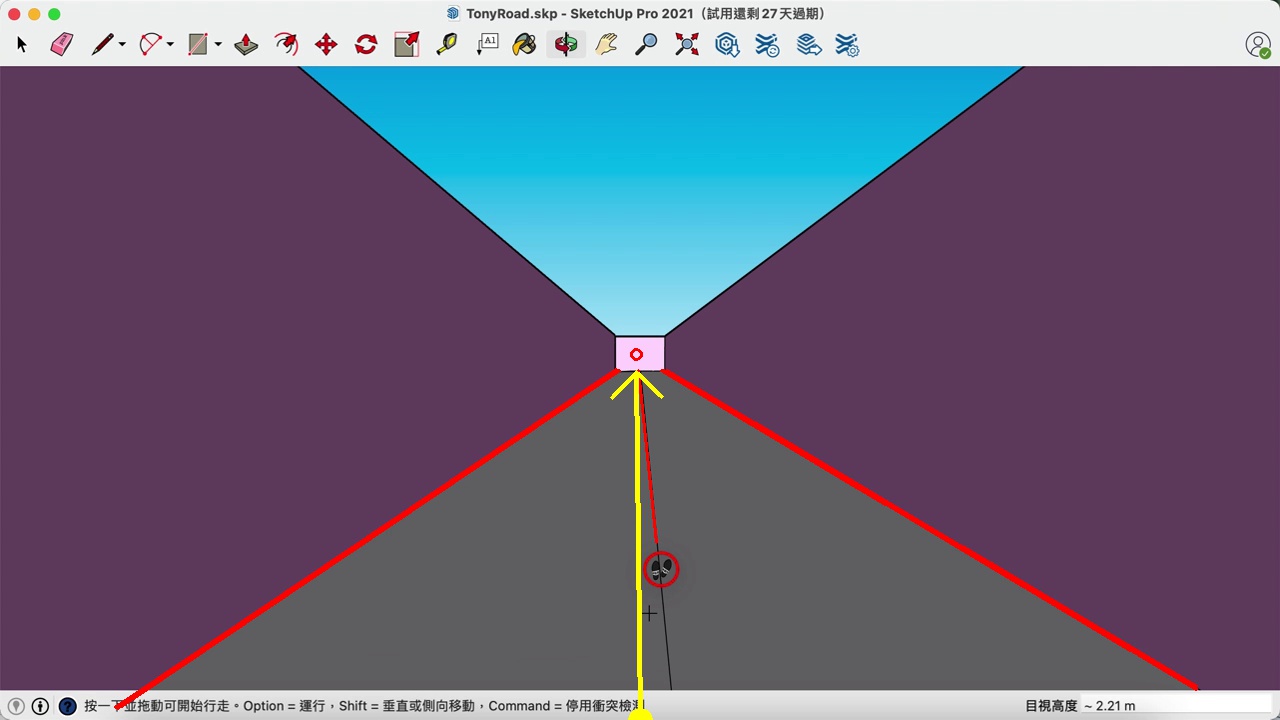 TonyRoad.skp - SketchUp Pro 2021（試用還剩 27 天過期）
A1
按一下並拖動可開始行走。Option = 運行，Shift = 垂直或側向移動，Command = 停用衝突檢測
目視高度 ~ 2.21 m